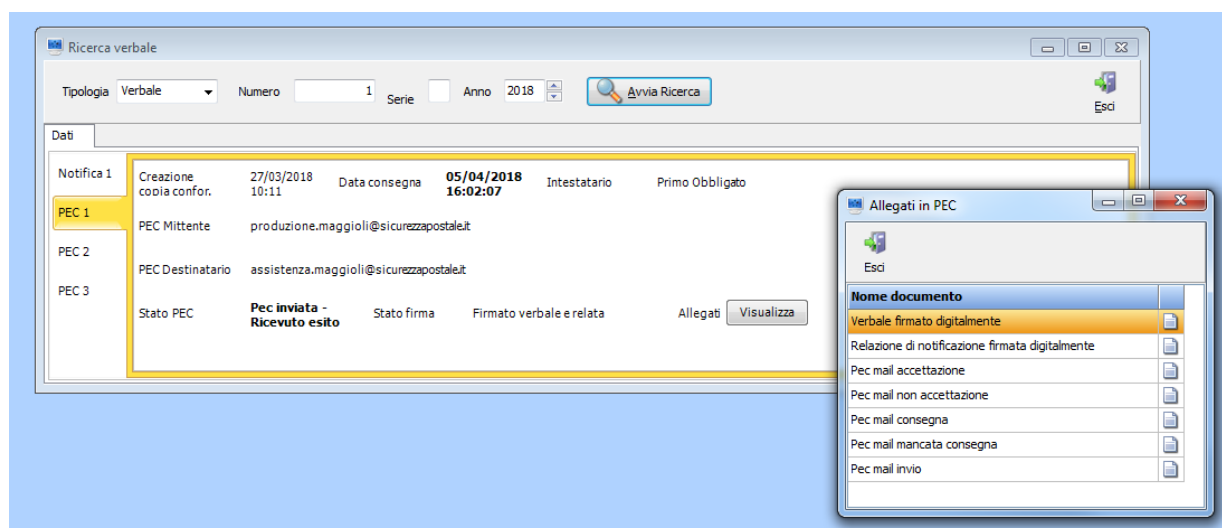 Ricerca verbale
Tipologia Verbale Numero 1 Serie Anno 2018 Avvia Ricerca
Esci
Dati
Notifica 1
PEC 1
PEC 2
PEC 3
Creazione copia confor. 27/03/2018 10:11 Data consegna 05/04/2018 16:02:07 Intestatario Primo Obbligato
PEC Mittente produzione.maggioli@sicurezzapostale.it
PEC Destinatario assistenza.maggioli@sicurezzapostale.it
Stato PEC Pec inviata - Ricevuto esito Stato firma Firmato verbale e relata Allegati Visualizza
Allegati in PEC
Esci
Nome documento
Verbale firmato digitalmente
Relazione di notificazione firmata digitalmente
Pec mail accettazione
Pec mail non accettazione
Pec mail consegna
Pec mail mancata consegna
Pec mail invio